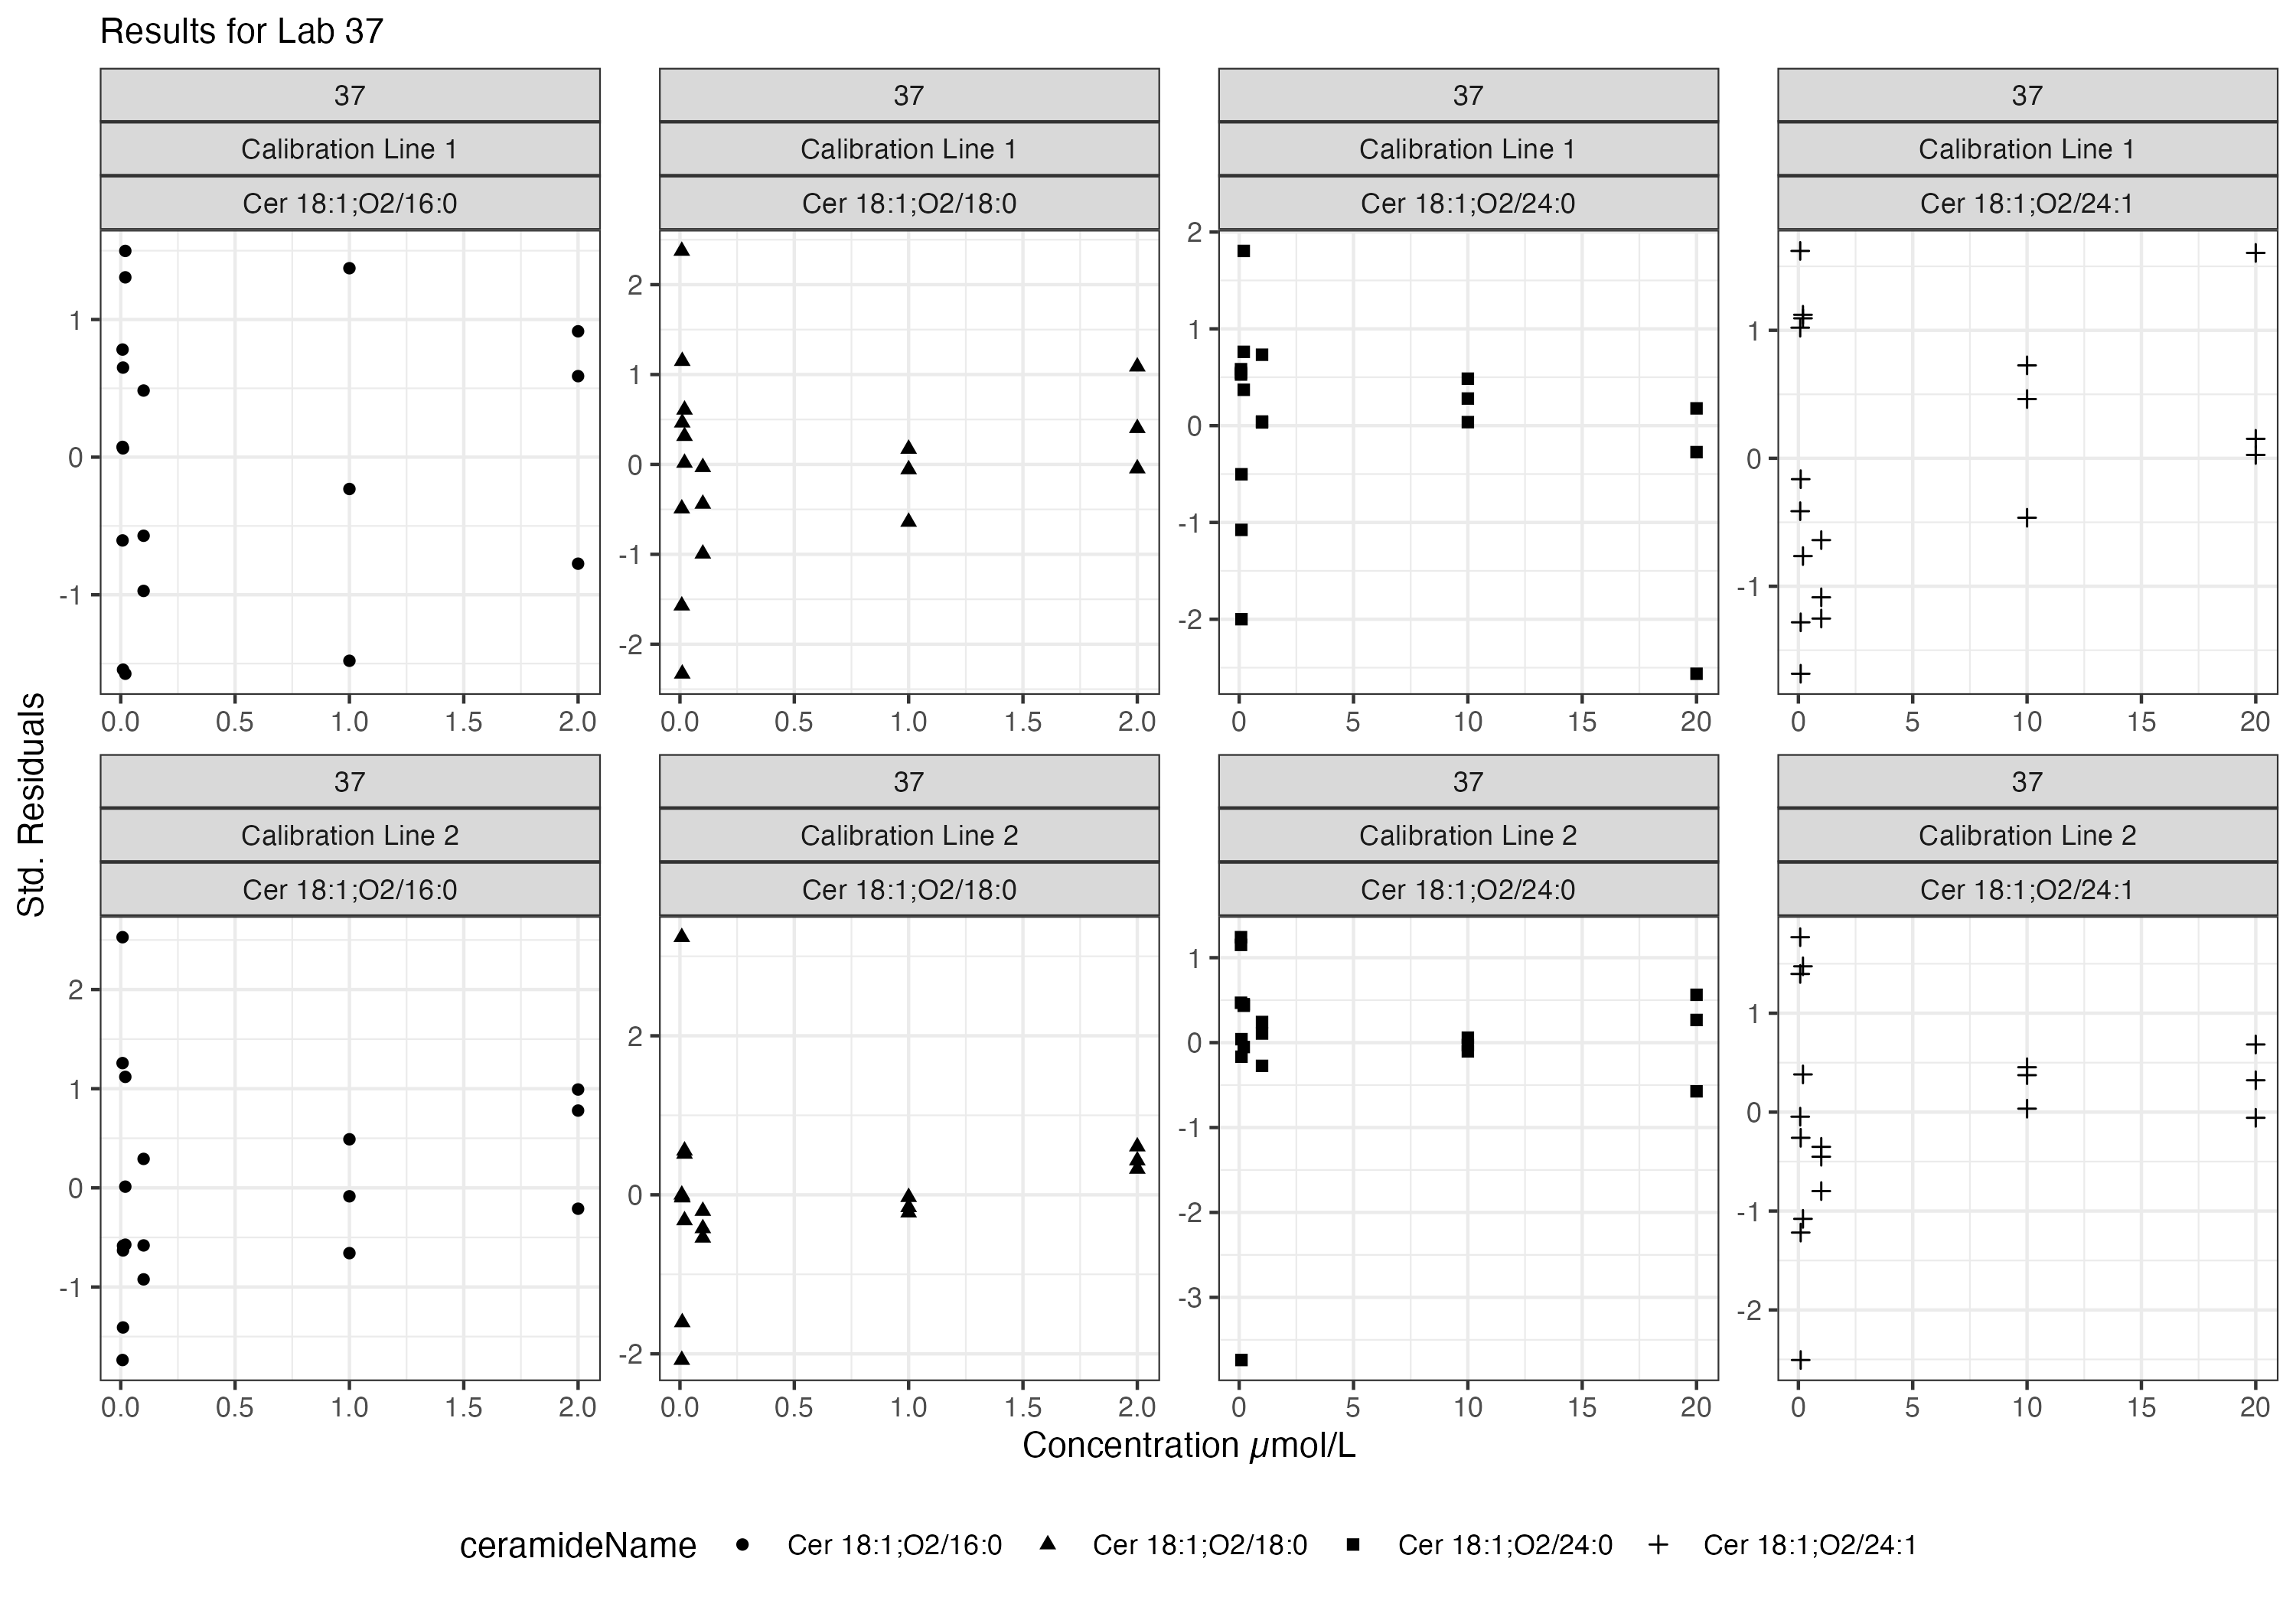 Results for Lab 37
37 37 37 37
Calibration Line 1 Calibration Line 1 Calibration Line 1 Calibration Line 1
Cer 18:1;O2/16:0 Cer 18:1;O2/18:0 Cer 18:1;O2/24:0 Cer 18:1;O2/24:1
1
0
-1
2
1
0
-1
-2
2
1
0
-1
-2
1
0
-1
0.0 0.5 1.0 1.5 2.0 0.0 0.5 1.0 1.5 2.0 0 5 10 15 20 0 5 10 15 20
Std. Residuals
37 37 37 37
Calibration Line 2 Calibration Line 2 Calibration Line 2 Calibration Line 2
Cer 18:1;O2/16:0 Cer 18:1;O2/18:0 Cer 18:1;O2/24:0 Cer 18:1;O2/24:1
2
1
0
-1
2
0
-2
1
0
-1
-2
-3
1
0
-1
-2
0.0 0.5 1.0 1.5 2.0 0.0 0.5 1.0 1.5 2.0 0 5 10 15 20 0 5 10 15 20
Concentration µmol/L
ceramideName Cer 18:1;O2/16:0 Cer 18:1;O2/18:0 Cer 18:1;O2/24:0 Cer 18:1;O2/24:1